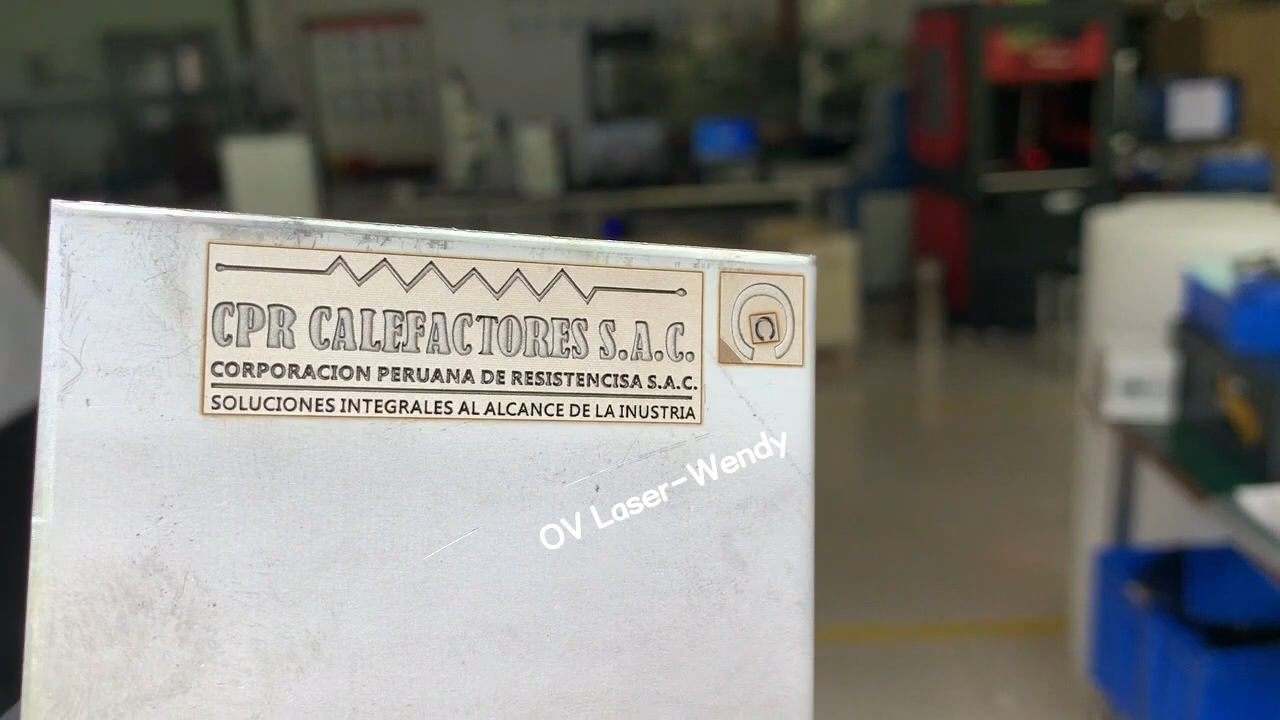 CPR CALEFACTORES S.A.C.
CORPORACION PERUANA DE RESISTENCISA S.A.C.
SOLUCIONES INTEGRALES AL ALCANCE DE LA INUSTRIA
OV Laser-Wendy